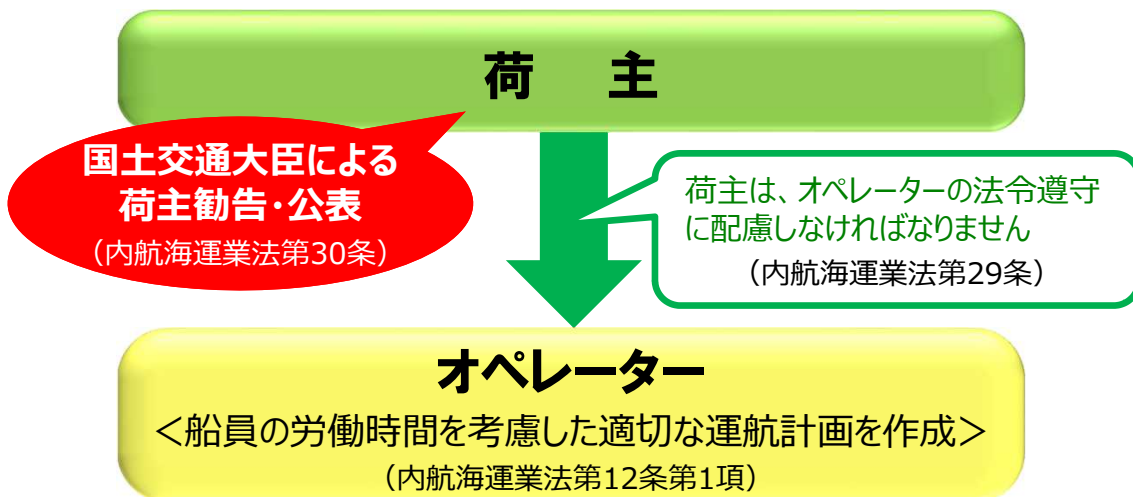 荷 主
国土交通大臣による
荷主勧告・公表
（内航海運業法第30条）
荷主は、オペレーターの法令遵守
に配慮しなければなりません
（内航海運業法第29条）
オペレーター
＜船員の労働時間を考慮した適切な運航計画を作成＞
（内航海運業法第12条第1項）